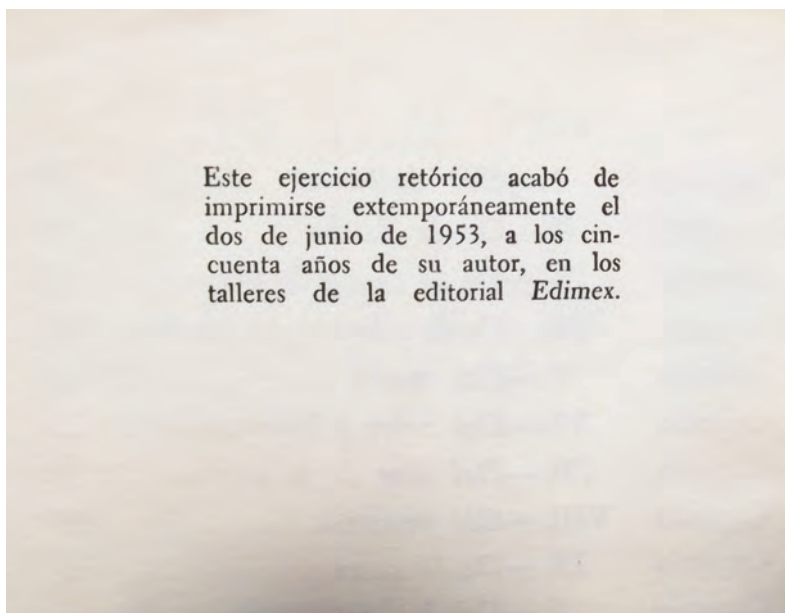 Este ejercicio retórico acabó de
imprimirse extemporáneamente el
dos de junio de 1953, a los cin-
cuenta años de su autor, en los
talleres de la editorial Edimex.